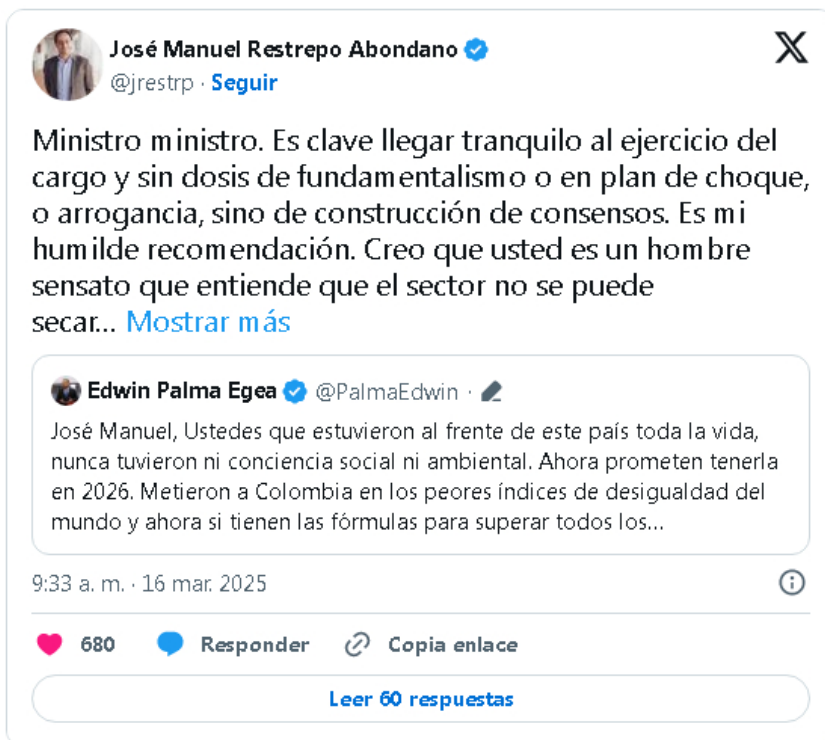 José Manuel Restrepo Abondano
@jrestrp · Seguir
Ministro ministro. Es clave llegar tranquilo al ejercicio del
cargo y sin dosis de fundamentalismo o en plan de choque,
o arrogancia, sino de construcción de consensos. Es mi
humilde recomendación. Creo que usted es un hombre
sensato que entiende que el sector no se puede
secar... Mostrar más
Edwin Palma Egea @PalmaEdwin ·
José Manuel, Ustedes que estuvieron al frente de este país toda la vida,
nunca tuvieron ni conciencia social ni ambiental. Ahora prometen tenerla
en 2026. Metieron a Colombia en los peores índices de desigualdad del
mundo y ahora si tienen las fórmulas para superar todos los...
9:33 a. m. · 16 mar. 2025
680 Responder Copia enlace
Leer 60 respuestas